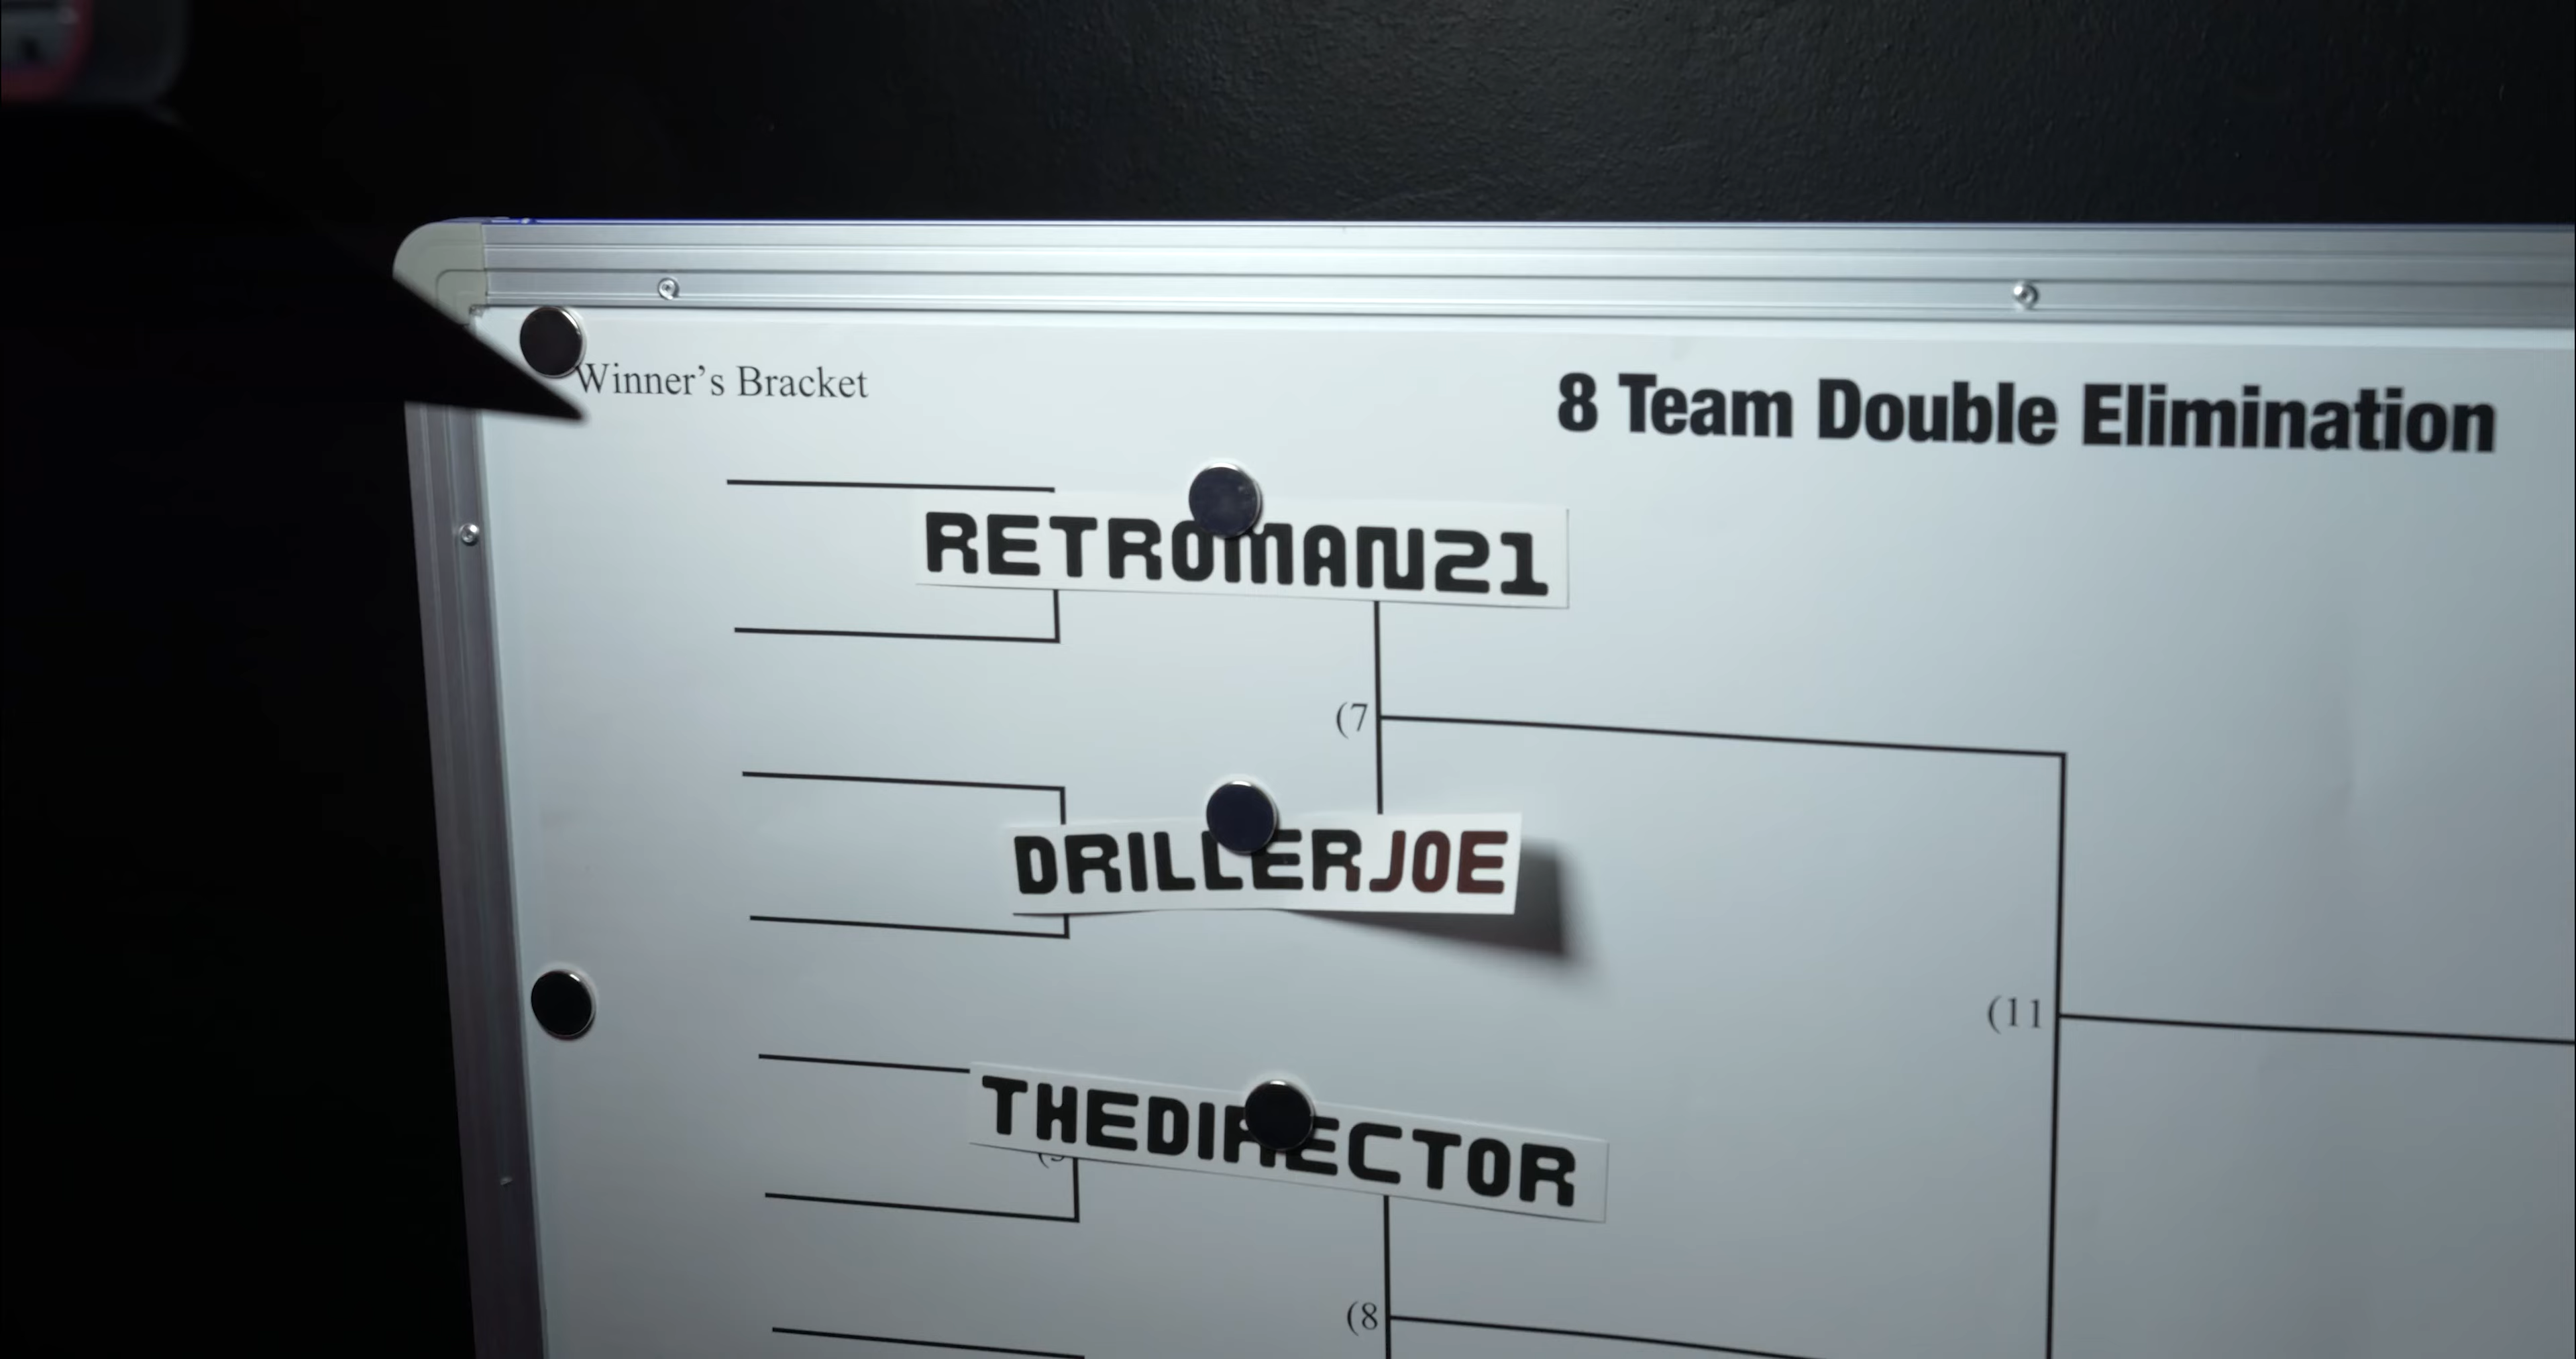 Winner's Bracket
8 Team Double Elimination
RETROMAN21
(7
DRILLERJOE
(11
THEDIRECTOR
(8